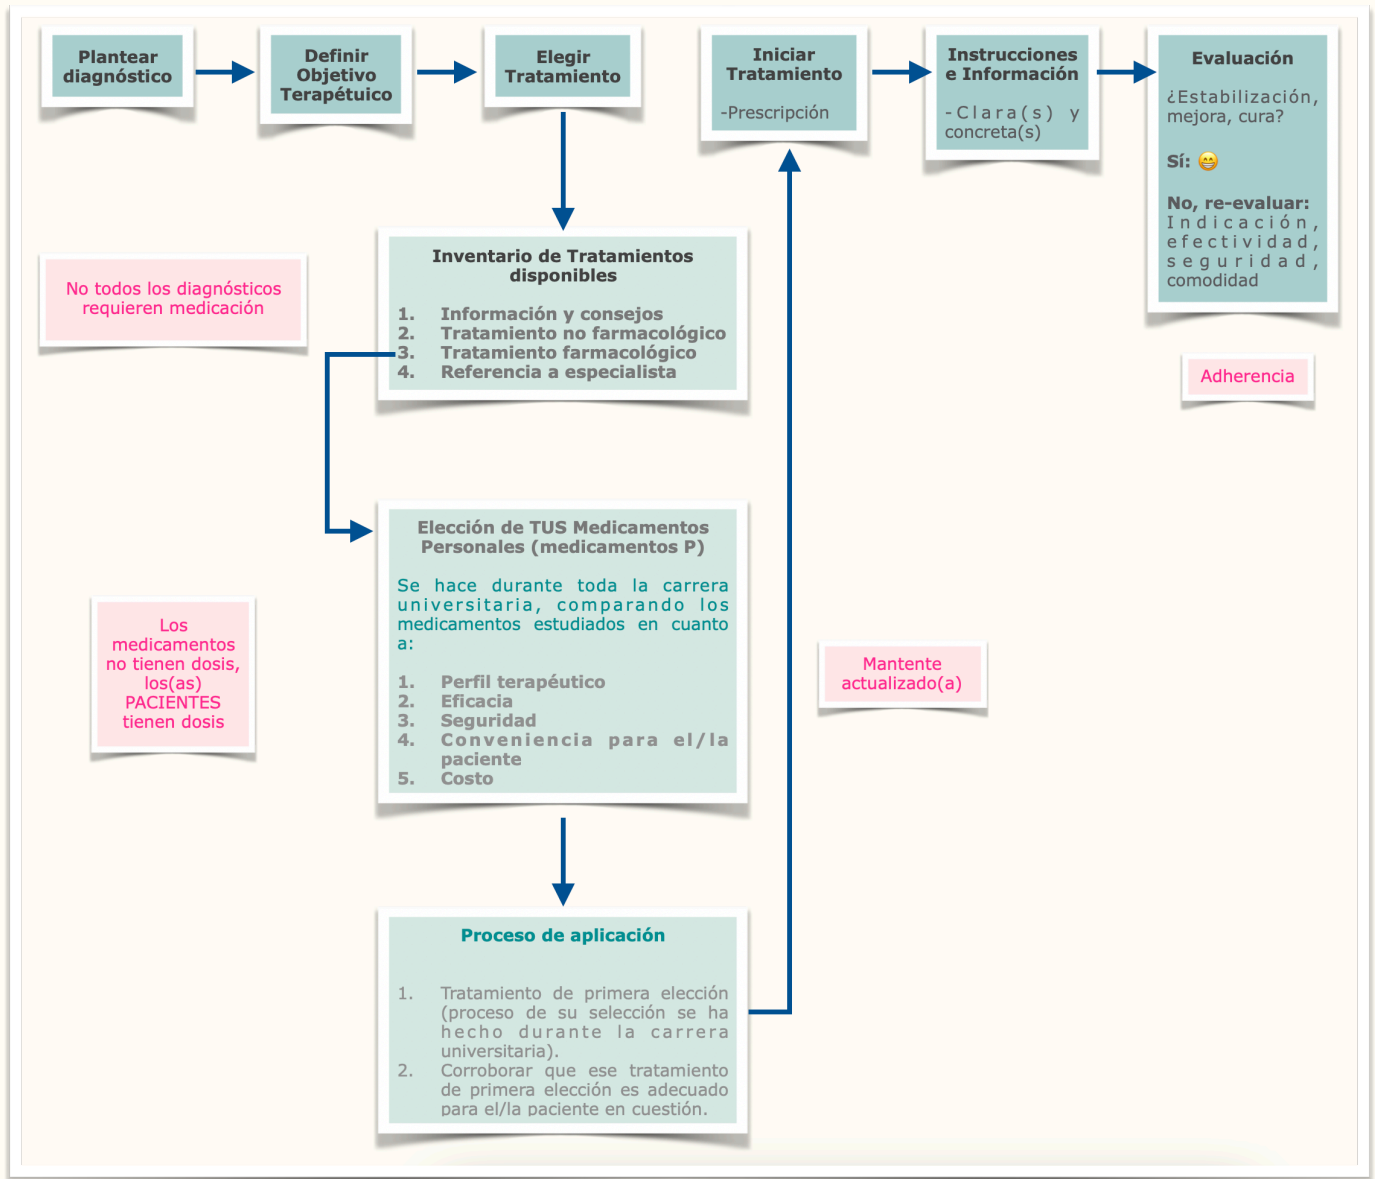 Plantear
diagnóstico
Definir
Objetivo
Terapétuico
Elegir
Tratamiento
Iniciar
Tratamiento
-Prescripción
Instrucciones
e Información
-Clara(s) y
concreta(s)
Evaluación
¿Estabilización,
mejora, cura?
Sí: 😁
No, re-evaluar:
Indicación,
efectividad,
seguridad,
comodidad
No todos los diagnósticos
requieren medicación
Inventario de Tratamientos
disponibles
1. Información y consejos
2. Tratamiento no farmacológico
3. Tratamiento farmacológico
4. Referencia a especialista
Adherencia
Elección de TUS Medicamentos
Personales (medicamentos P)
Se hace durante toda la carrera
universitaria, comparando los
medicamentos estudiados en cuanto
a:
1. Perfil terapéutico
2. Eficacia
3. Seguridad
4. Conveniencia para el/la
paciente
5. Costo
Los
medicamentos
no tienen dosis,
los(as)
PACIENTES
tienen dosis
Mantente
actualizado(a)
Proceso de aplicación
1. Tratamiento de primera elección
(proceso de su selección se ha
hecho durante la carrera
universitaria).
2. Corroborar que ese tratamiento
de primera elección es adecuado
para el/la paciente en cuestión.